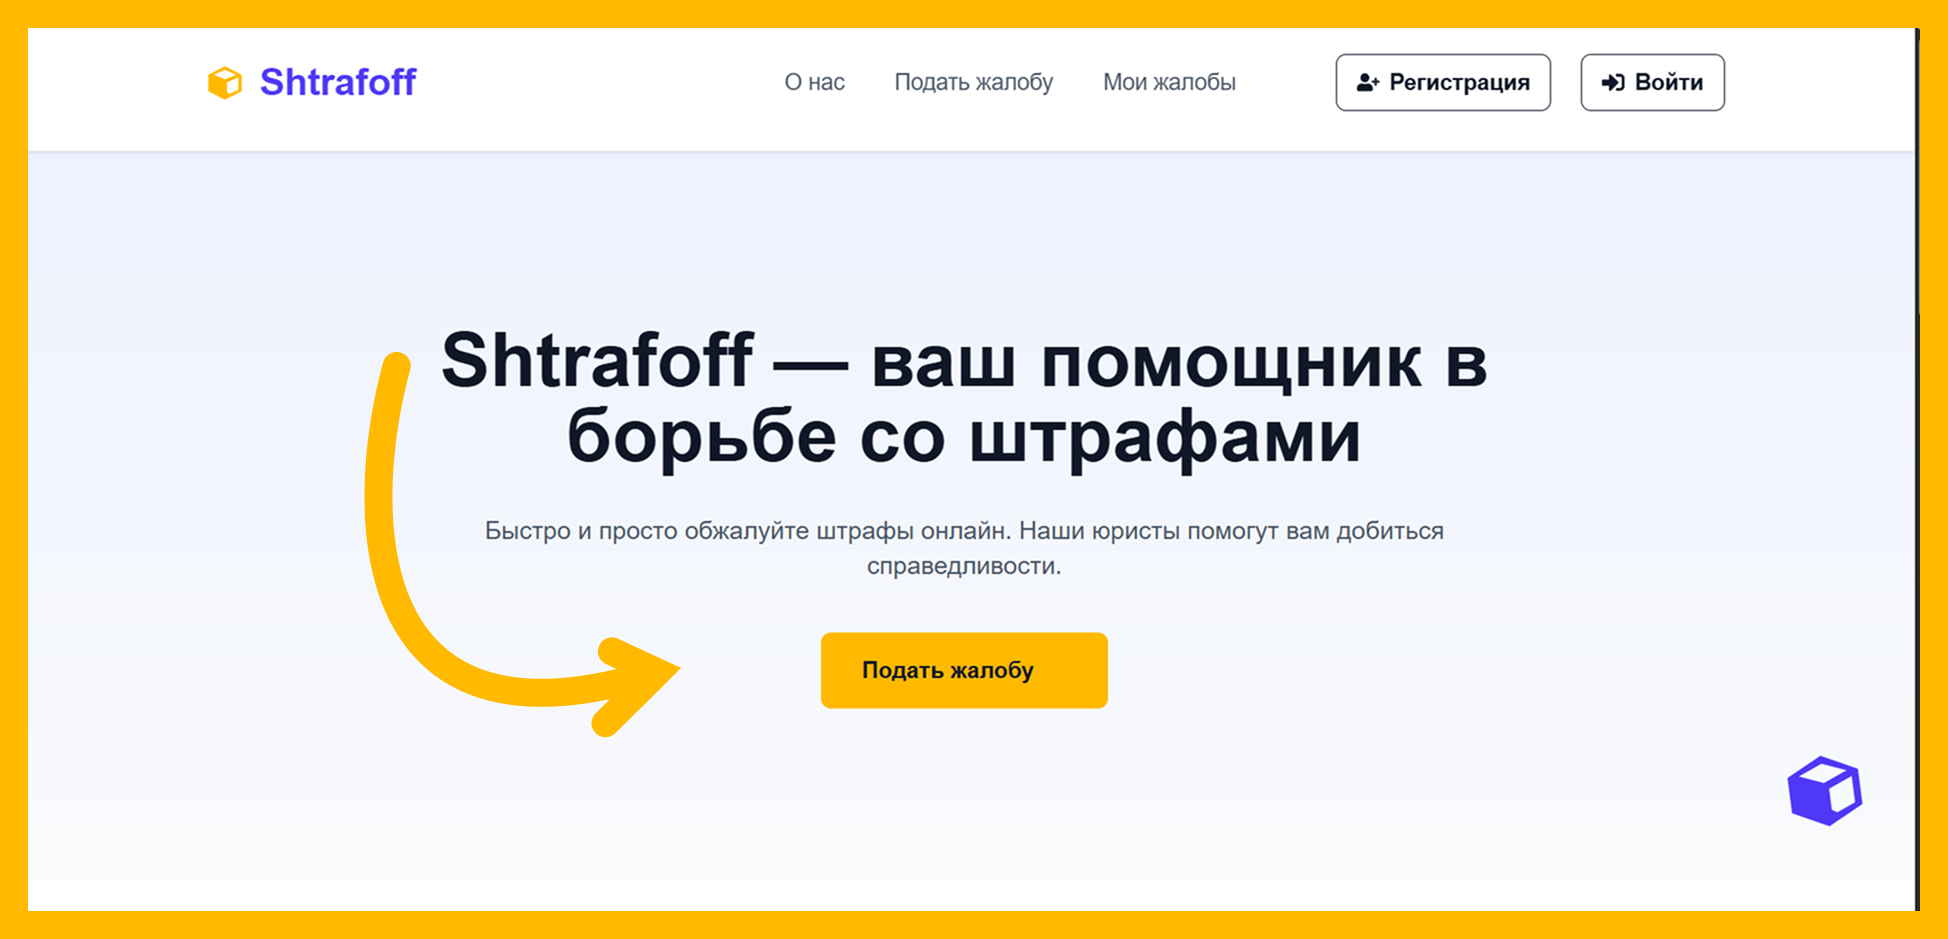 Shtrafoff
О нас
Подать жалобу
Мои жалобы
Регистрация
Войти
Shtrafoff — ваш помощник в
борьбе со штрафами
Быстро и просто обжалуйте штрафы онлайн. Наши юристы помогут вам добиться
справедливости.
Подать жалобу